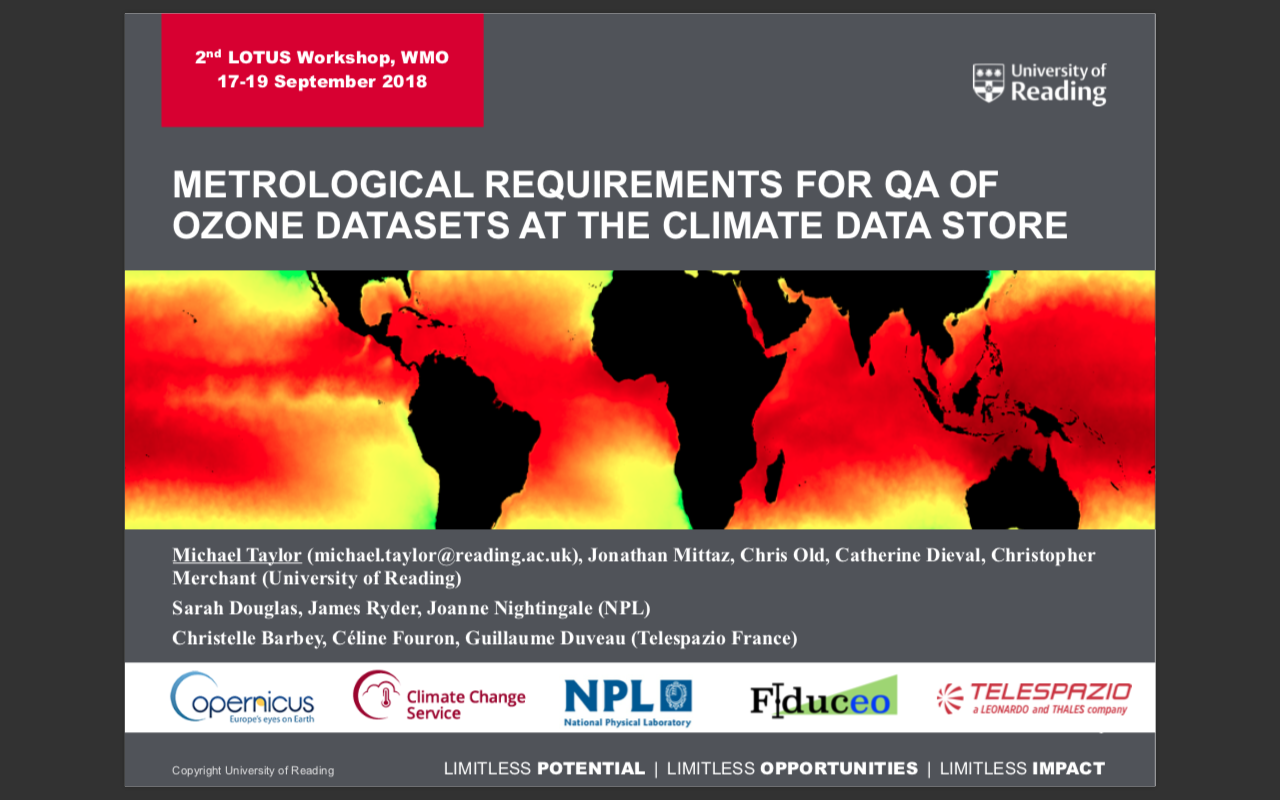 2nd LOTUS Workshop, WMO
17-19 September 2018
University of
Reading
METROLOGICAL REQUIREMENTS FOR QA OF
OZONE DATASETS AT THE CLIMATE DATA STORE
Michael Taylor (michael.taylor@reading.ac.uk), Jonathan Mittaz, Chris Old, Catherine Dieval, Christopher
Merchant (University of Reading)
Sarah Douglas, James Ryder, Joanne Nightingale (NPL)
Christelle Barbey, Céline Fouron, Guillaume Duveau (Telespazio France)
Copernicus
Europe's eyes on Earth
Climate Change
Service
NPL
National Physical Laboratory
Fiduceo
TELESPAZIO
a LEONARDO and THALES company
Copyright University of Reading
LIMITLESS POTENTIAL | LIMITLESS OPPORTUNITIES | LIMITLESS IMPACT